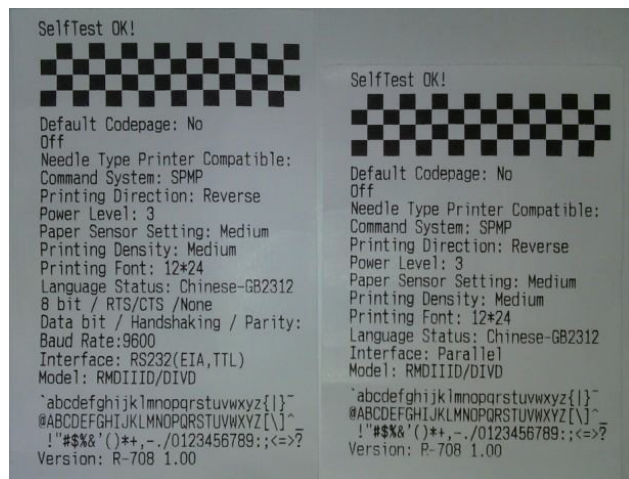 SelfTest OK!
Default Codepage: No
Off
Needle Type Printer Compatible:
Command System: SPMP
Printing Direction: Reverse
Power Level: 3
Paper Sensor Setting: Medium
Printing Density: Medium
Printing Font: 12*24
Language Status: Chinese-GB2312
8 bit / RTS/CTS /None
Data bit / Handshaking / Parity:
Baud Rate:9600
Interface: RS232(EIA,TTL)
Model: RMDIIID/DIVD
`abcdefghijklmnopqrstuvwxyz{|}~
@ABCDEFGHIJKLMNOPQRSTUVWXYZ[\]^_
!"#$%&'()*+,-./0123456789:;<=>?
Version: R-708 1.00
SelfTest OK!
Default Codepage: No
Off
Needle Type Printer Compatible:
Command System: SPMP
Printing Direction: Reverse
Power Level: 3
Paper Sensor Setting: Medium
Printing Density: Medium
Printing Font: 12*24
Language Status: Chinese-GB2312
Interface: Parallel
Model: RMDIIID/DIVD
`abcdefghijklmnopqrstuvwxyz{|}~
@ABCDEFGHIJKLMNOPQRSTUVWXYZ[\]^_
!"#$%&'()*+,-./0123456789:;<=>?
Version: R-708 1.00